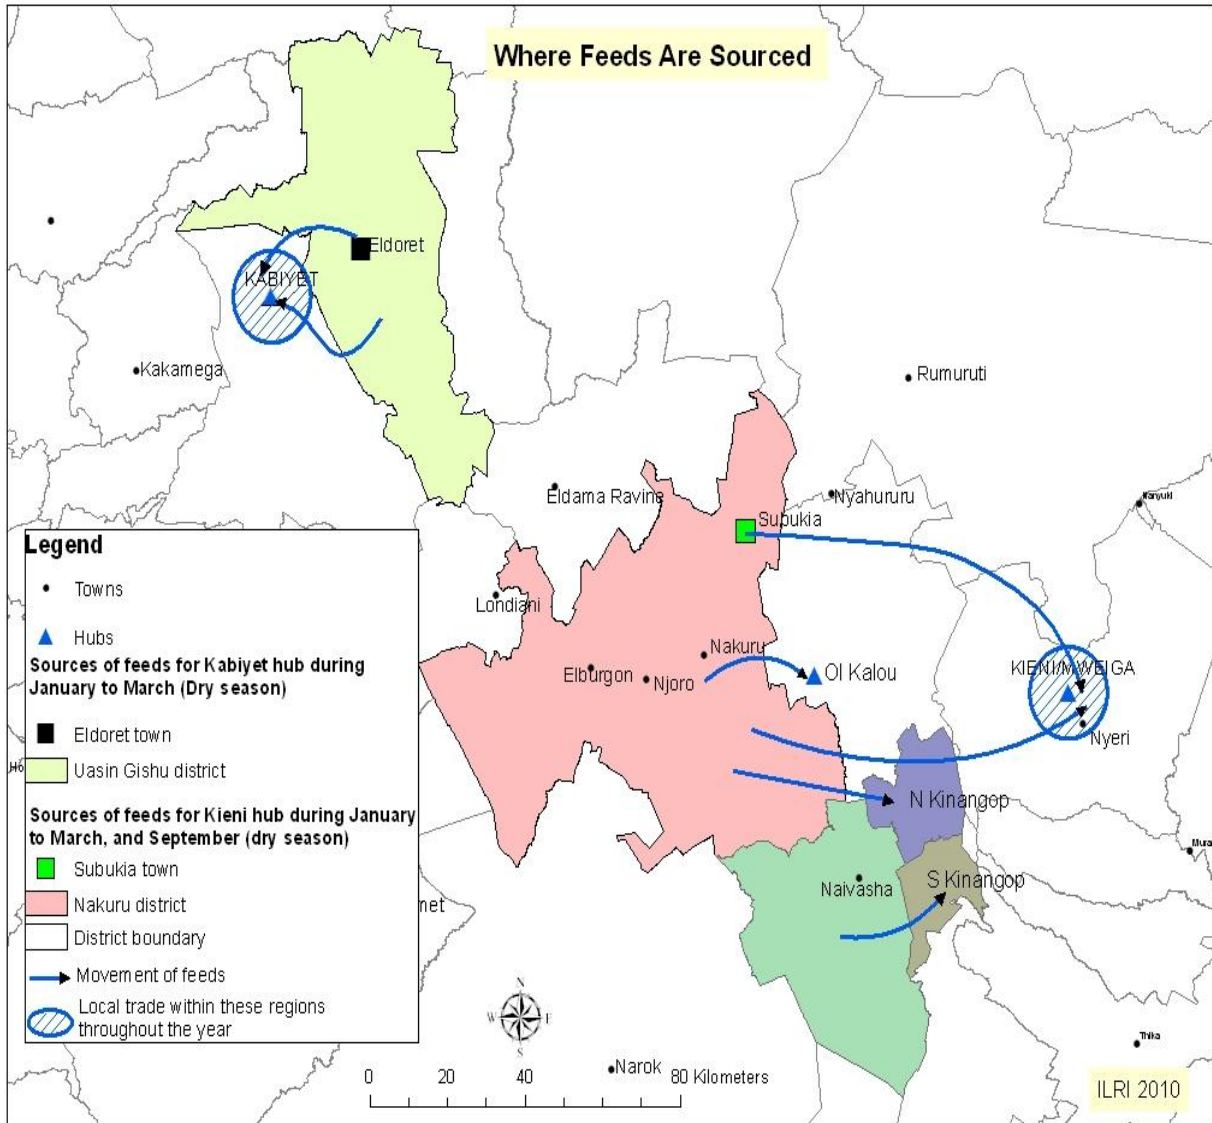 Where Feeds Are Sourced
Eldoret
KABIYET
Kakamega
Rumuruti
Eldama Ravine
Nyahururu
Nanyuki
Subukia
Londiani
Nakuru
KIENI/MWEIGA
Elburgon
Njoro
Ol Kalou
Nyeri
N Kinangop
Mura
Naivasha
S Kinangop
Thika
Narok
Legend
Towns
Hubs
Sources of feeds for Kabiyet hub during
January to March (Dry season)
Eldoret town
Uasin Gishu district
Sources of feeds for Kieni hub during January
to March, and September (dry season)
Subukia town
Nakuru district
District boundary
Movement of feeds
Local trade within these regions
throughout the year
met
N
W E
S
0 20 40 80 Kilometers
ILRI 2010